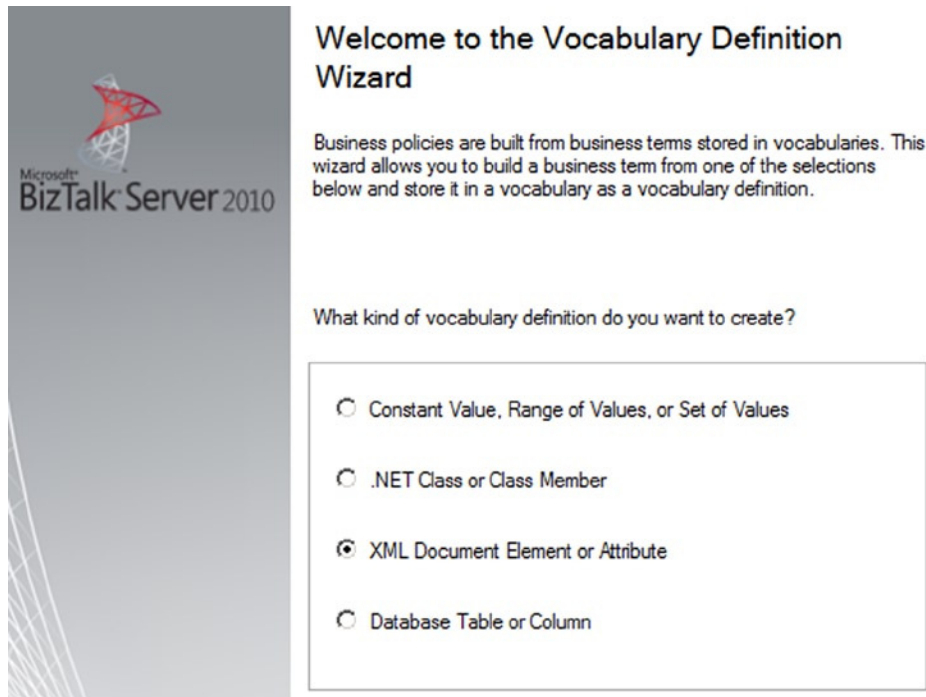 Microsoft
BizTalk Server 2010
Welcome to the Vocabulary Definition
Wizard
Business policies are built from business terms stored in vocabularies. This
wizard allows you to build a business term from one of the selections
below and store it in a vocabulary as a vocabulary definition.
What kind of vocabulary definition do you want to create?
Constant Value, Range of Values, or Set of Values
.NET Class or Class Member
XML Document Element or Attribute
Database Table or Column